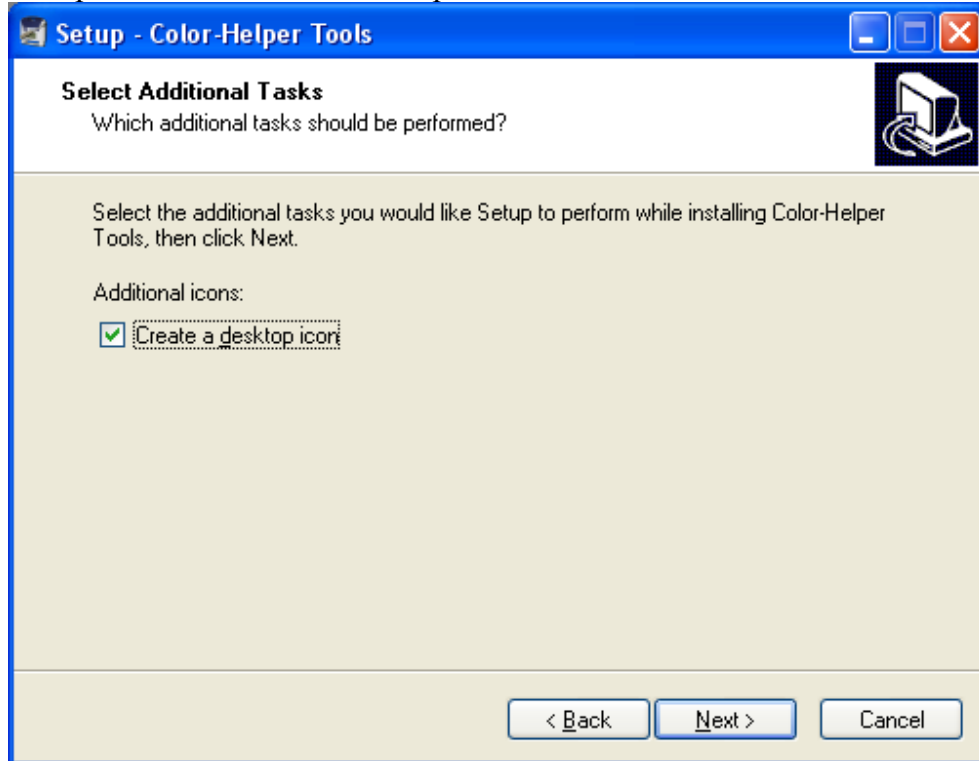 Setup - Color-Helper Tools
Select Additional Tasks
Which additional tasks should be performed?
Select the additional tasks you would like Setup to perform while installing Color-Helper
Tools, then click Next.
Additional icons:
Create a desktop icon
< Back Next > Cancel